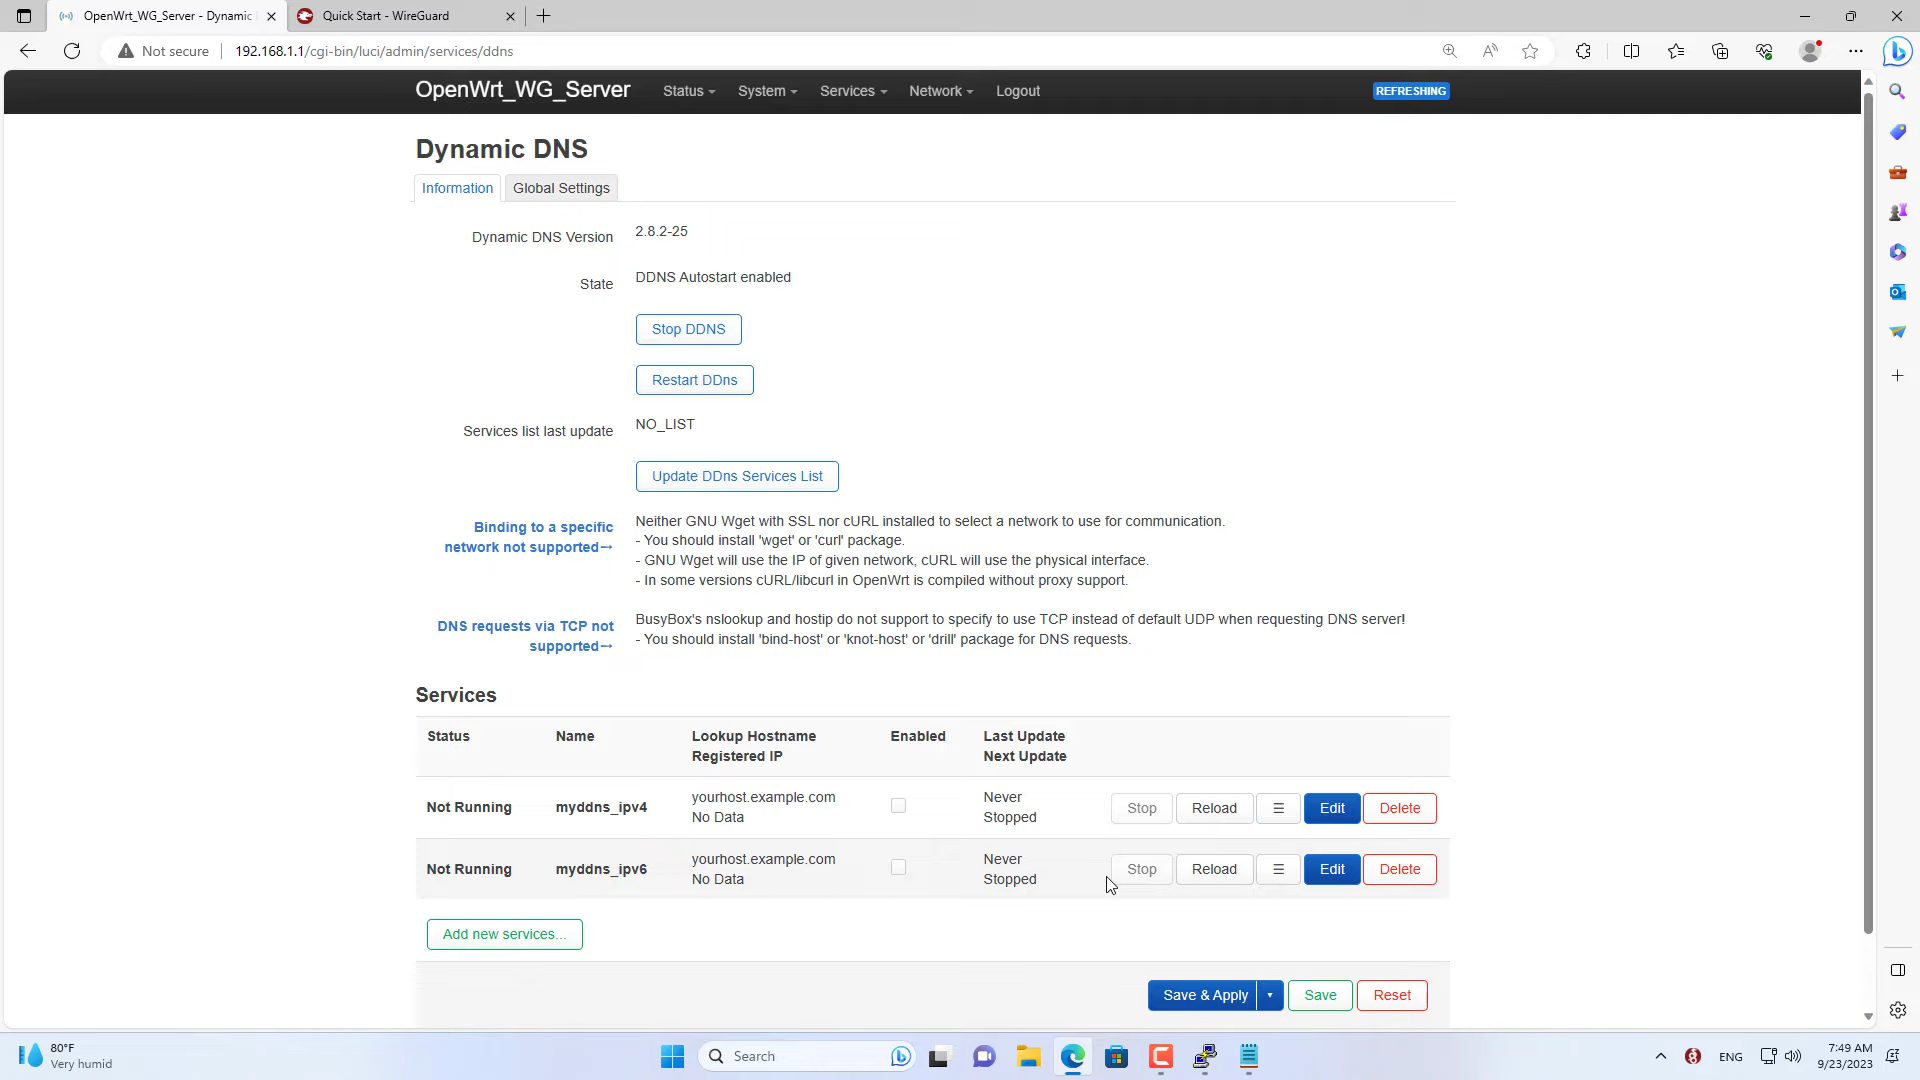 OpenWrt_WG_Server - Dynamic
Quick Start - WireGuard
Not secure
192.168.1.1/cgi-bin/luci/admin/services/ddns
OpenWrt_WG_Server
Status
System
Services
Network
Logout
REFRESHING
Dynamic DNS
Information
Global Settings
Dynamic DNS Version
2.8.2-25
State
DDNS Autostart enabled
Stop DDNS
Restart DDns
Services list last update
NO_LIST
Update DDns Services List
Binding to a specific
network not supported
Neither GNU Wget with SSL nor cURL installed to select a network to use for communication.
- You should install 'wget' or 'curl' package.
- GNU Wget will use the IP of given network, cURL will use the physical interface.
- In some versions cURL/libcurl in OpenWrt is compiled without proxy support.
DNS requests via TCP not
supported
BusyBox's nslookup and hostip do not support to specify to use TCP instead of default UDP when requesting DNS server!
- You should install 'bind-host' or 'knot-host' or 'drill' package for DNS requests.
Services
Status
Name
Lookup Hostname
Registered IP
Enabled
Last Update
Next Update
Not Running
myddns_ipv4
yourhost.example.com
No Data
Never
Stopped
Stop
Reload
Edit
Delete
Not Running
myddns_ipv6
yourhost.example.com
No Data
Never
Stopped
Stop
Reload
Edit
Delete
Add new services...
Save & Apply
Save
Reset
80°F
Very humid
Search
ENG
7:49 AM
9/23/2023